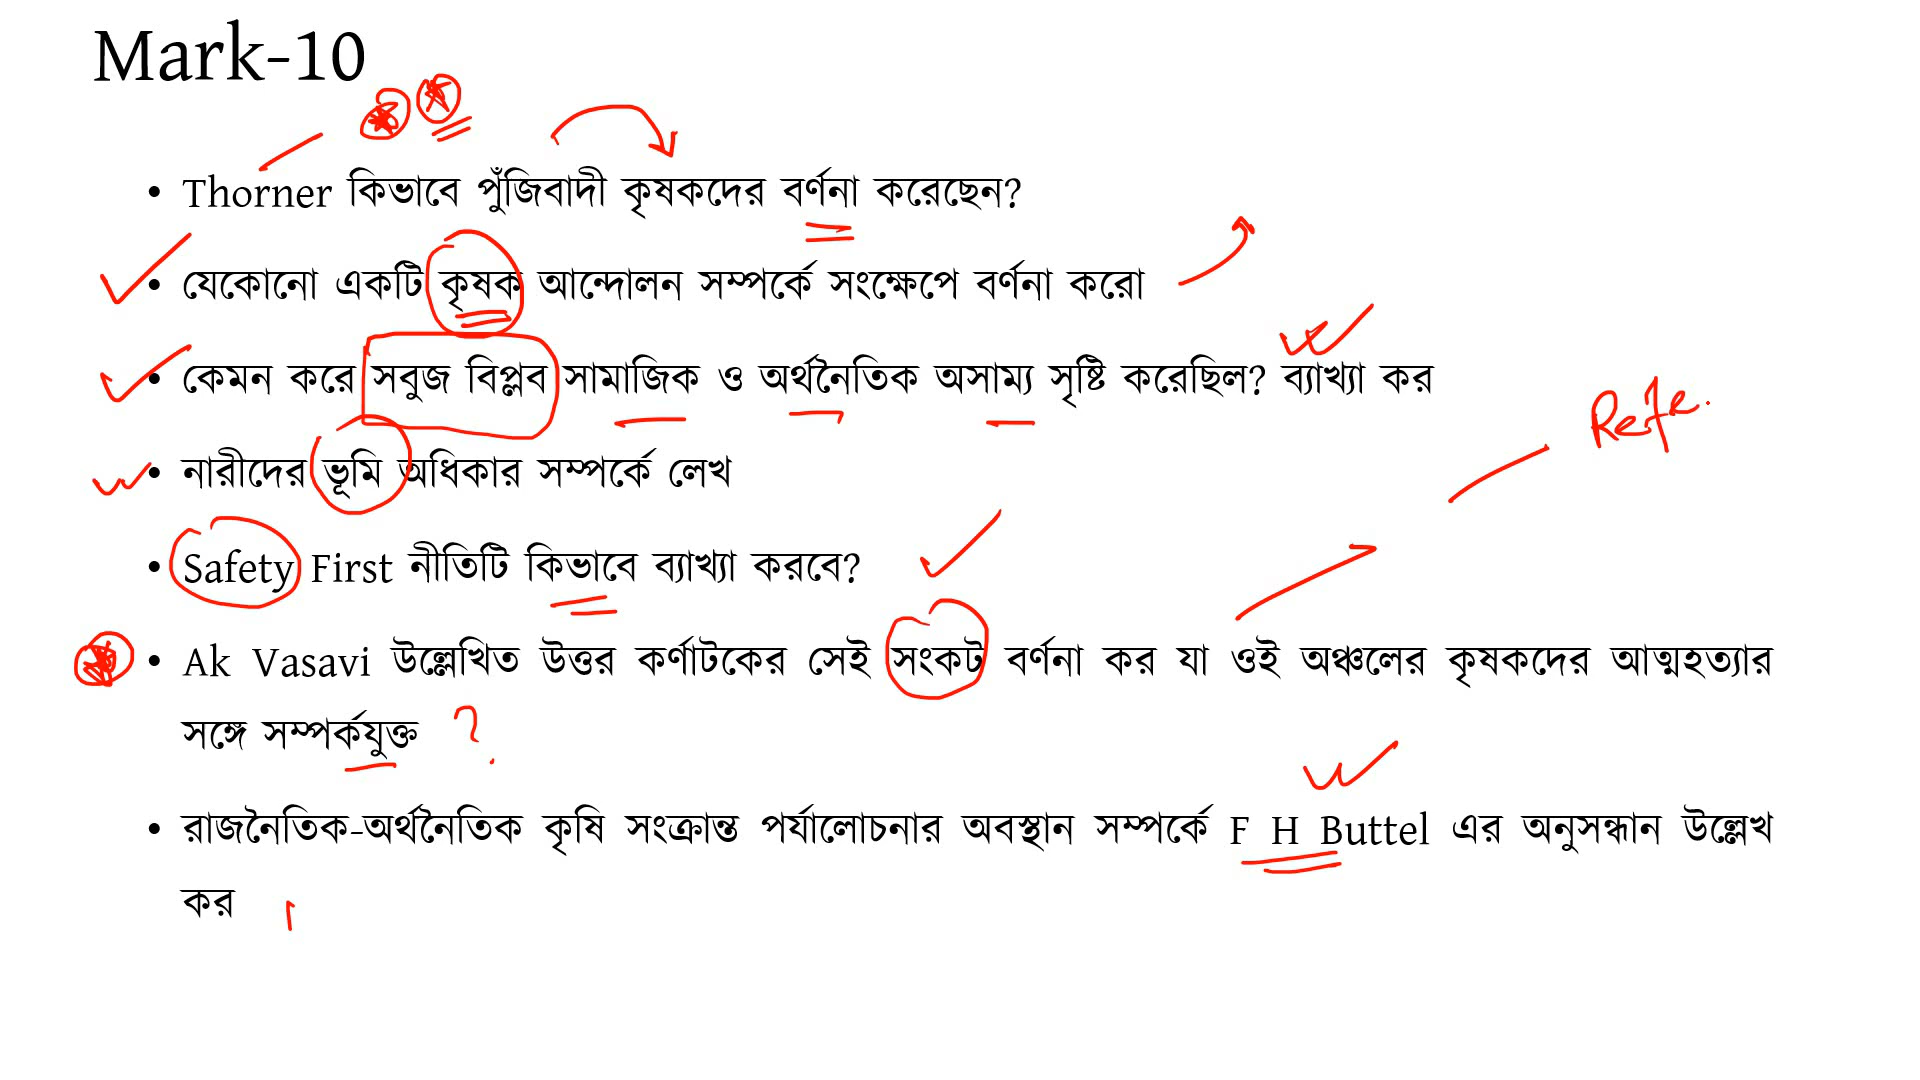 Mark-10
• Thorner কিভাবে পুঁজিবাদী কৃষকদের বর্ণনা করেছেন?
• যেকোনো একটি কৃষক আন্দোলন সম্পর্কে সংক্ষেপে বর্ণনা করো
• কেমন করে সবুজ বিপ্লব সামাজিক ও অর্থনৈতিক অসাম্য সৃষ্টি করেছিল? ব্যাখ্যা কর
Refe.
• নারীদের ভূমি অধিকার সম্পর্কে লেখ
• Safety First নীতিটি কিভাবে ব্যাখ্যা করবে?
• Ak Vasavi উল্লেখিত উত্তর কর্ণাটকের সেই সংকট বর্ণনা কর যা ওই অঞ্চলের কৃষকদের আত্মহত্যার
সঙ্গে সম্পর্কযুক্ত ?
• রাজনৈতিক-অর্থনৈতিক কৃষি সংক্রান্ত পর্যালোচনার অবস্থান সম্পর্কে F H Buttel এর অনুসন্ধান উল্লেখ
কর